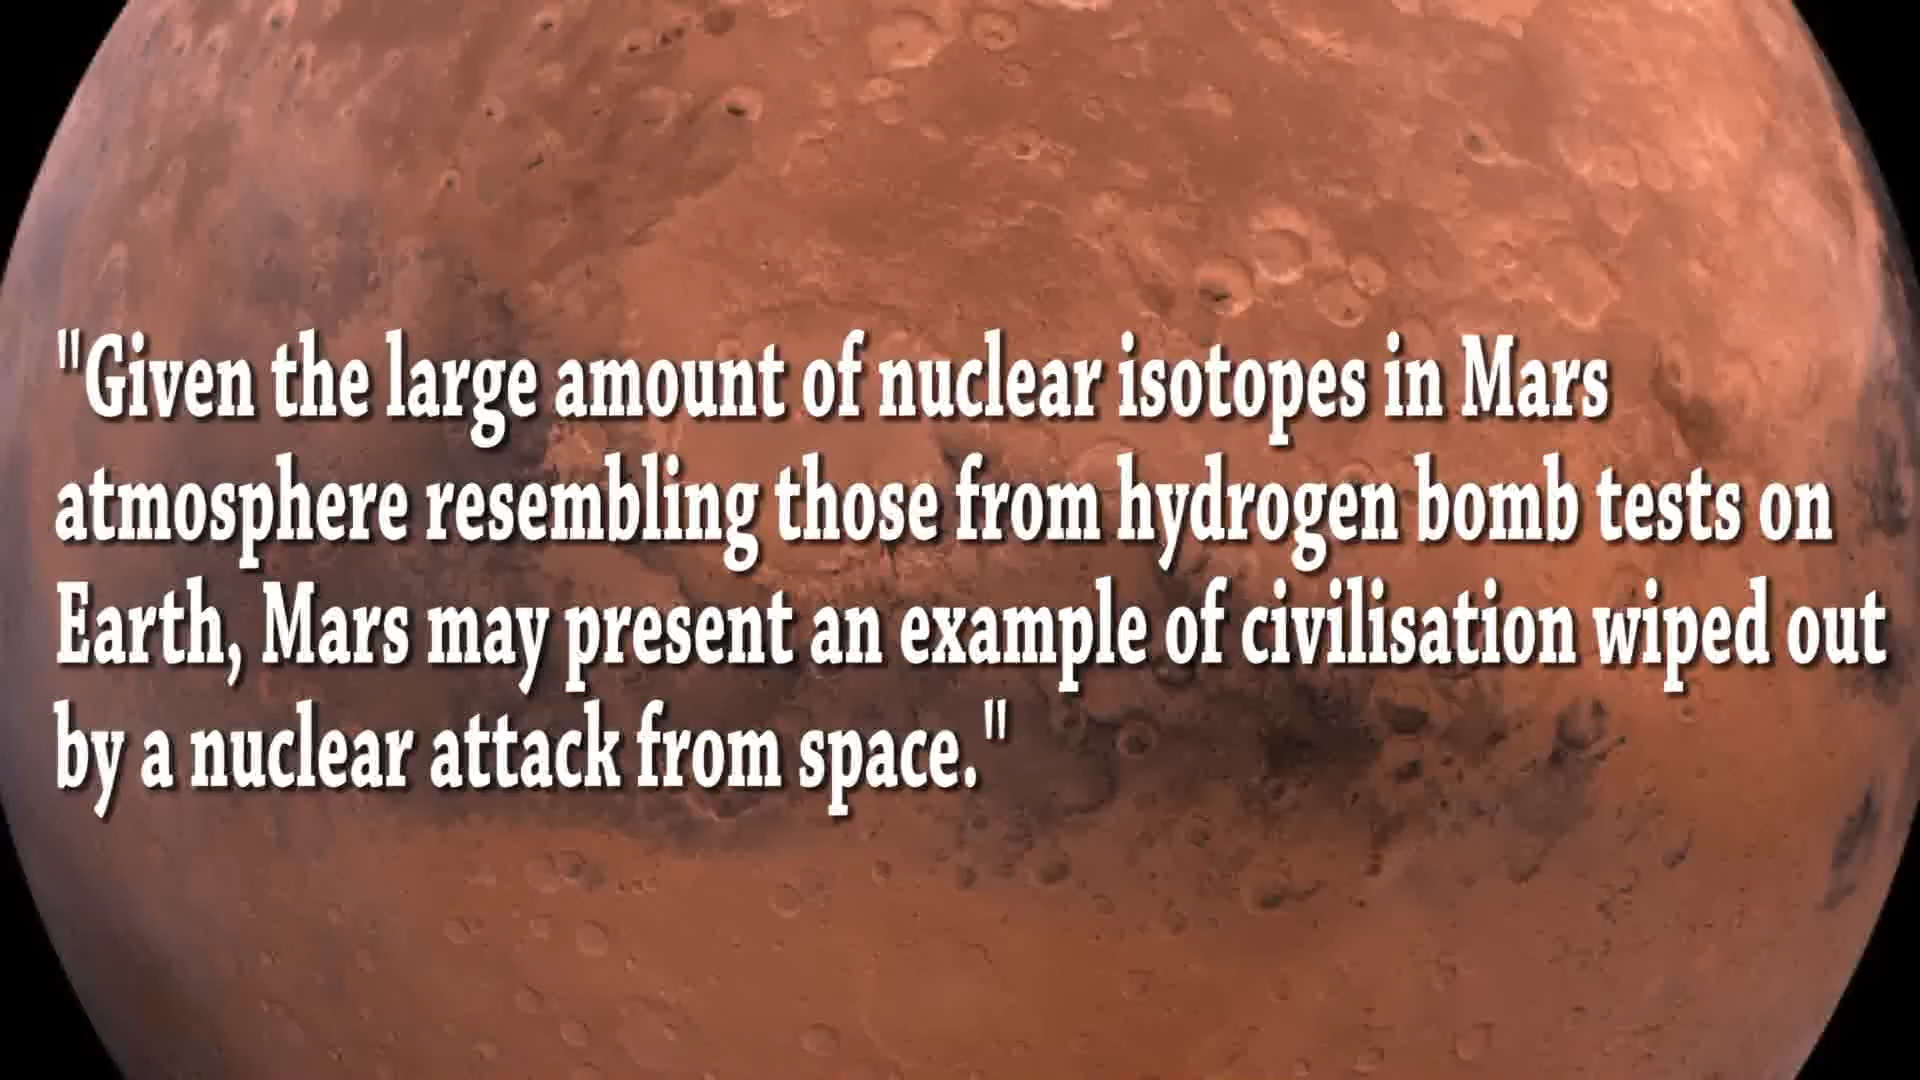 "Given the large amount of nuclear isotopes in Mars
atmosphere resembling those from hydrogen bomb tests on
Earth, Mars may present an example of civilisation wiped out
by a nuclear attack from space."